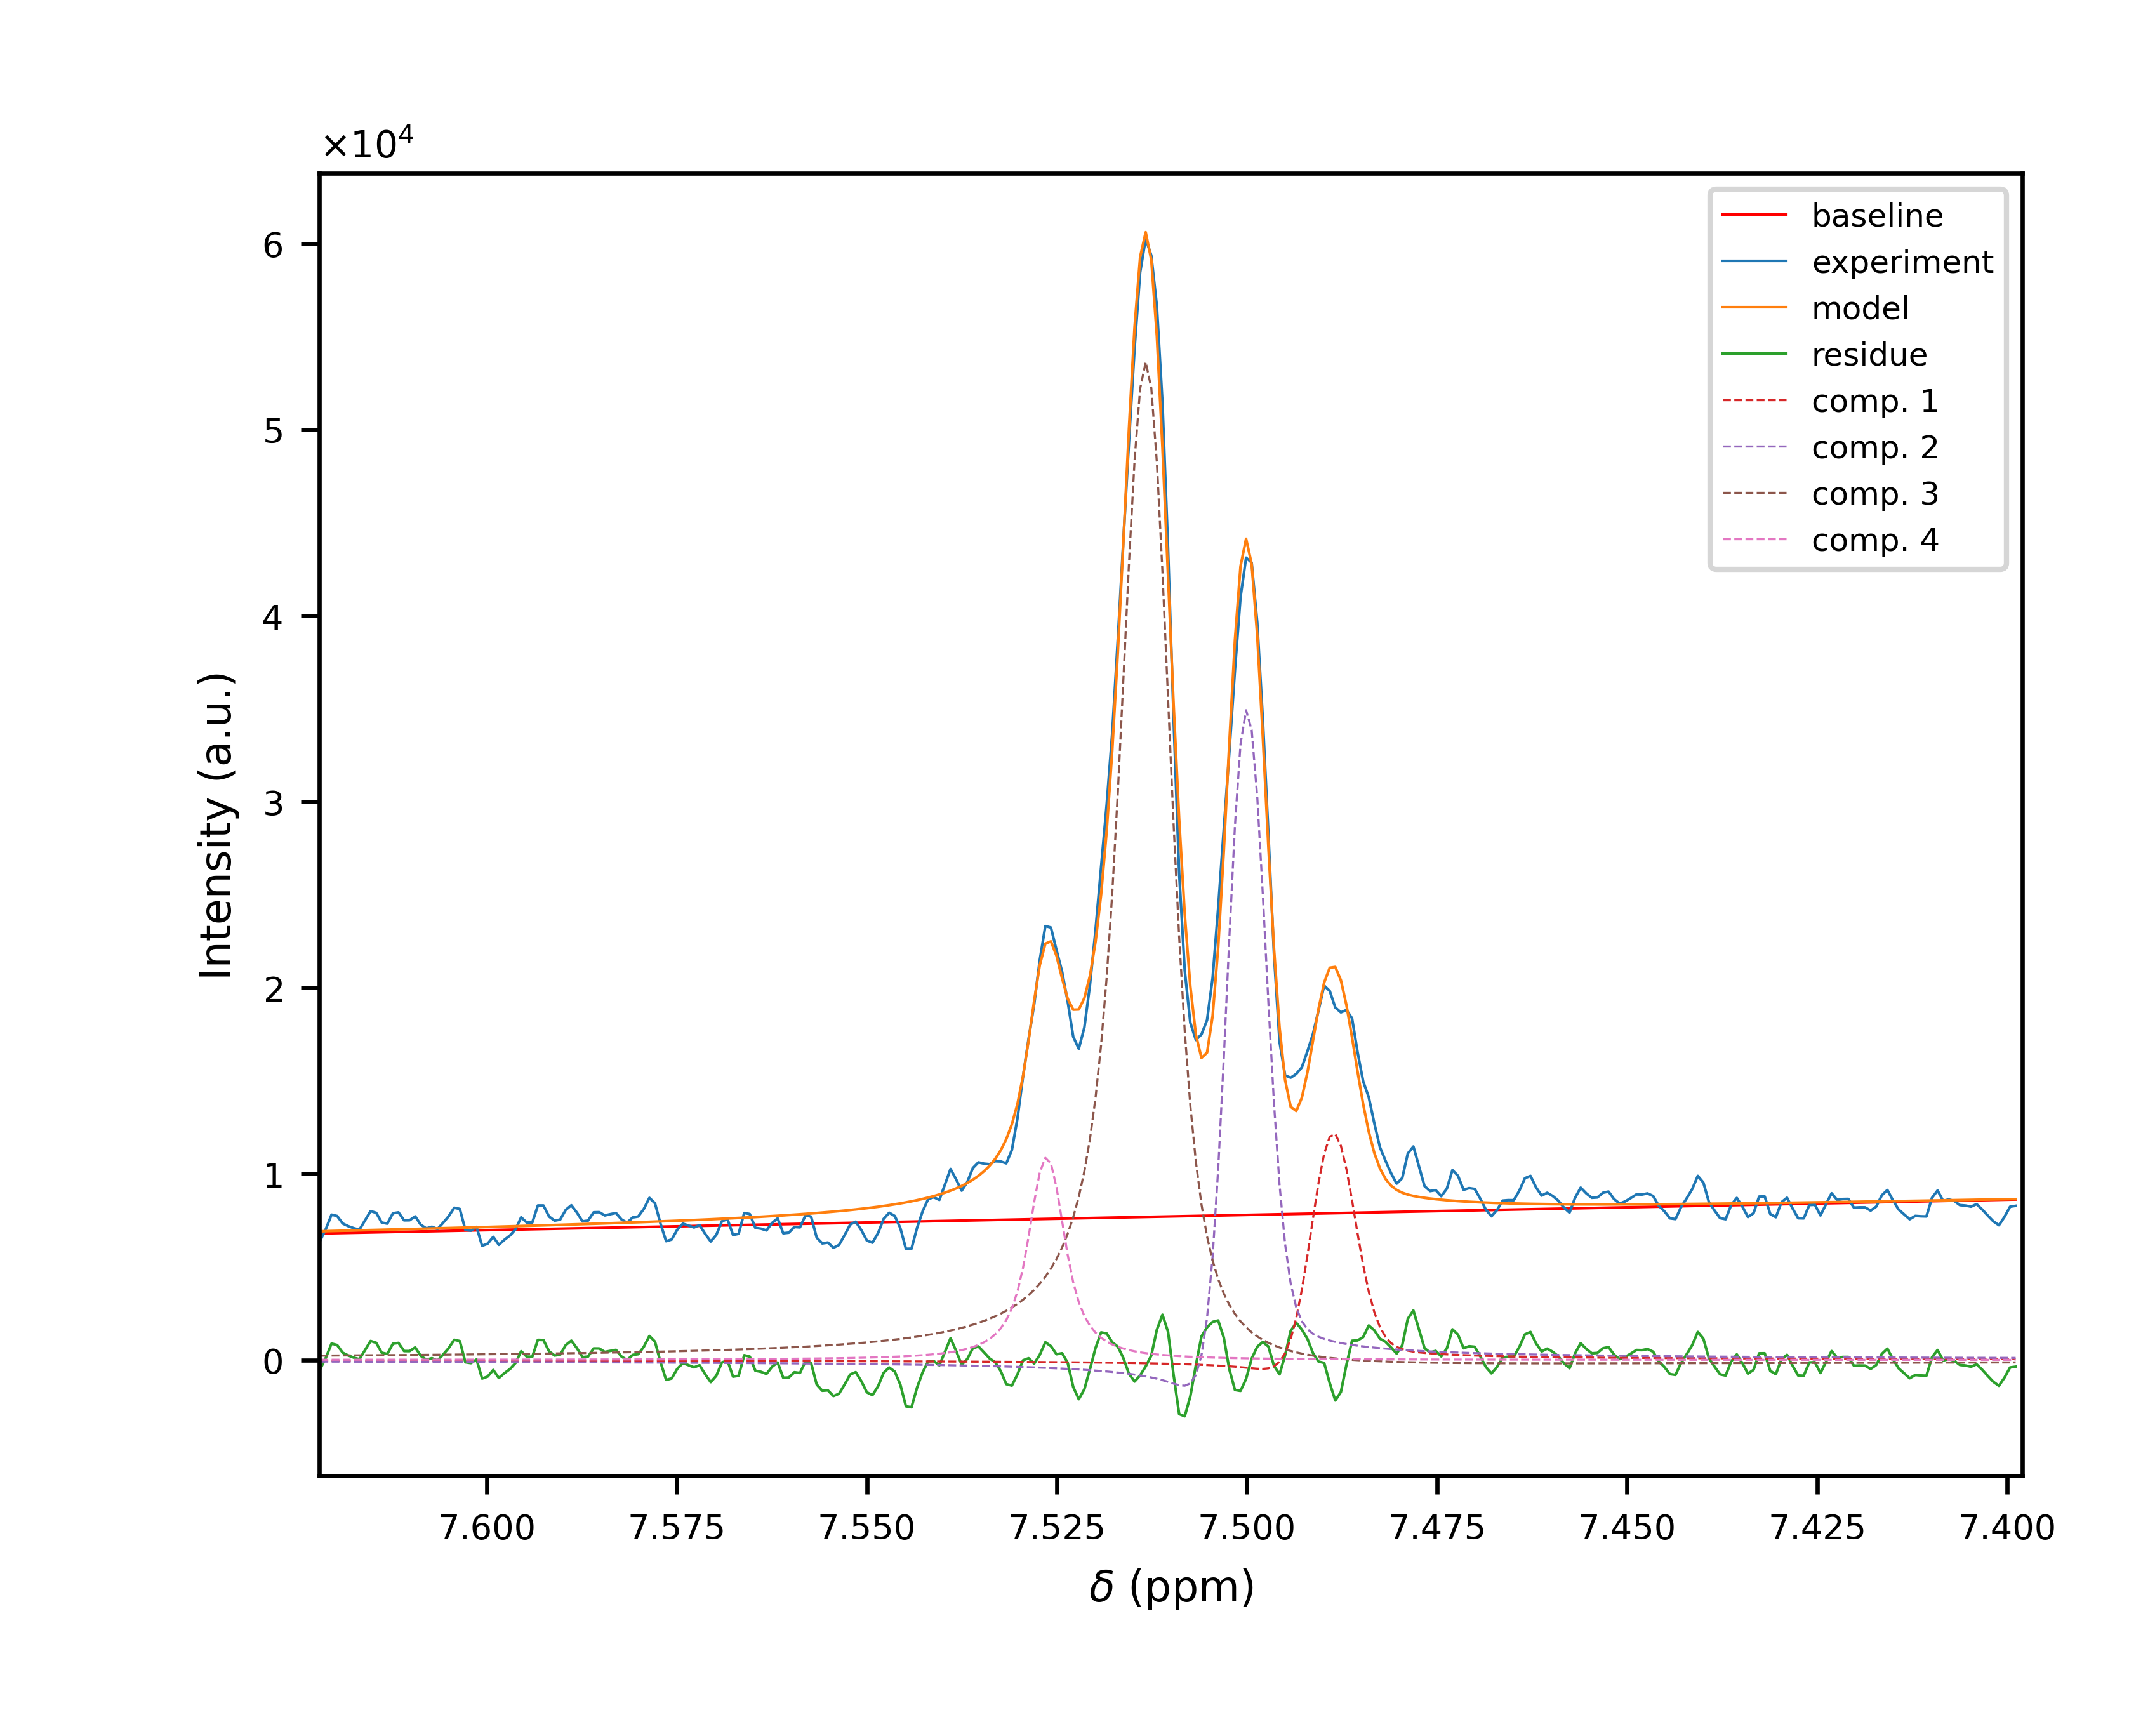 ×10⁴
6
5
4
3
2
1
0
Intensity (a.u.)
baseline
experiment
model
residue
comp. 1
comp. 2
comp. 3
comp. 4
7.600 7.575 7.550 7.525 7.500 7.475 7.450 7.425 7.400
δ (ppm)